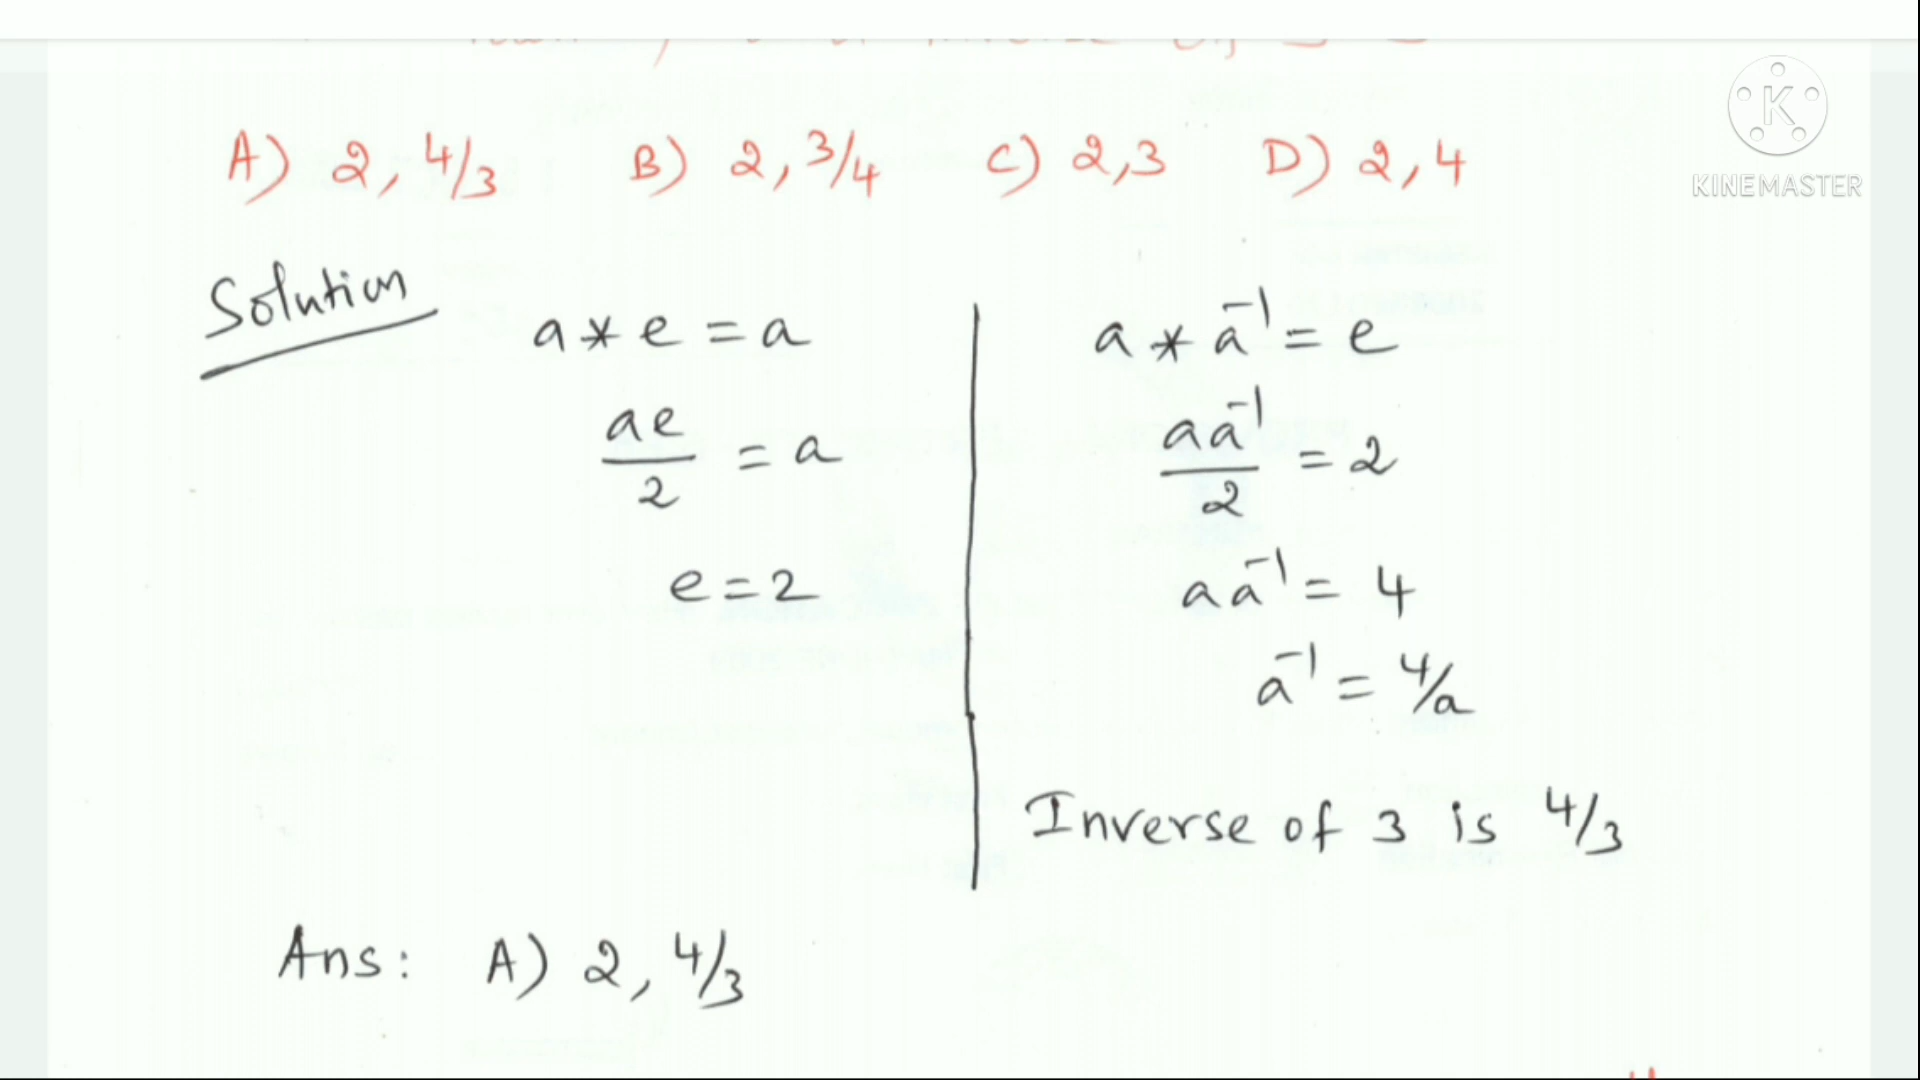 A) 2, 4/3 B) 2, 3/4 C) 2,3 D) 2,4
KINEMASTER
Solution
a * e = a
ae/2 = a
e = 2
a * a⁻¹ = e
aa⁻¹/2 = 2
aa⁻¹ = 4
a⁻¹ = 4/a
Inverse of 3 is 4/3
Ans: A) 2, 4/3